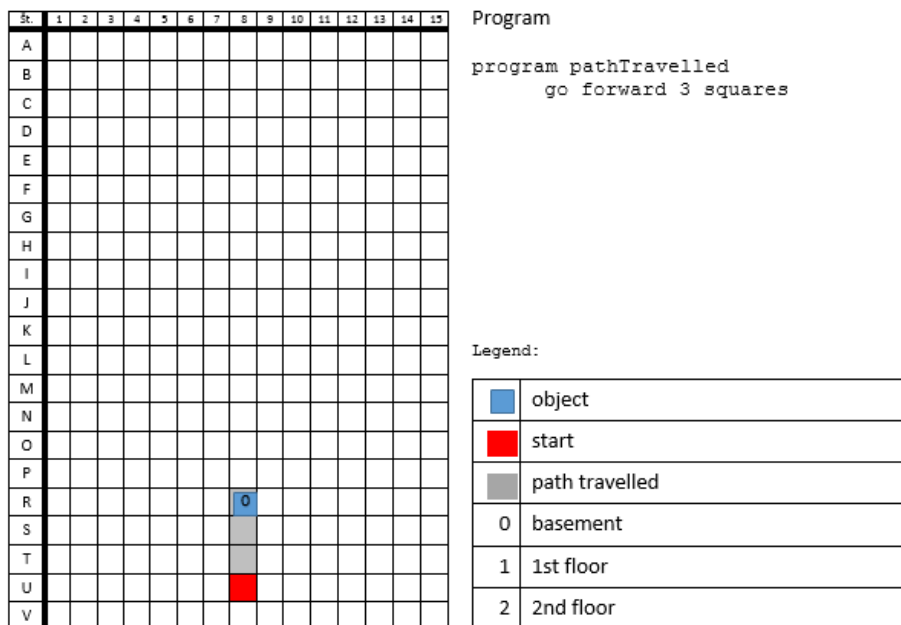 Št. 1 2 3 4 5 6 7 8 9 10 11 12 13 14 15
A
B
C
D
E
F
G
H
I
J
K
L
M
N
O
P
R 0
S
T
U
V
Program
program pathTravelled
go forward 3 squares
Legend:
object
start
path travelled
0 basement
1 1st floor
2 2nd floor